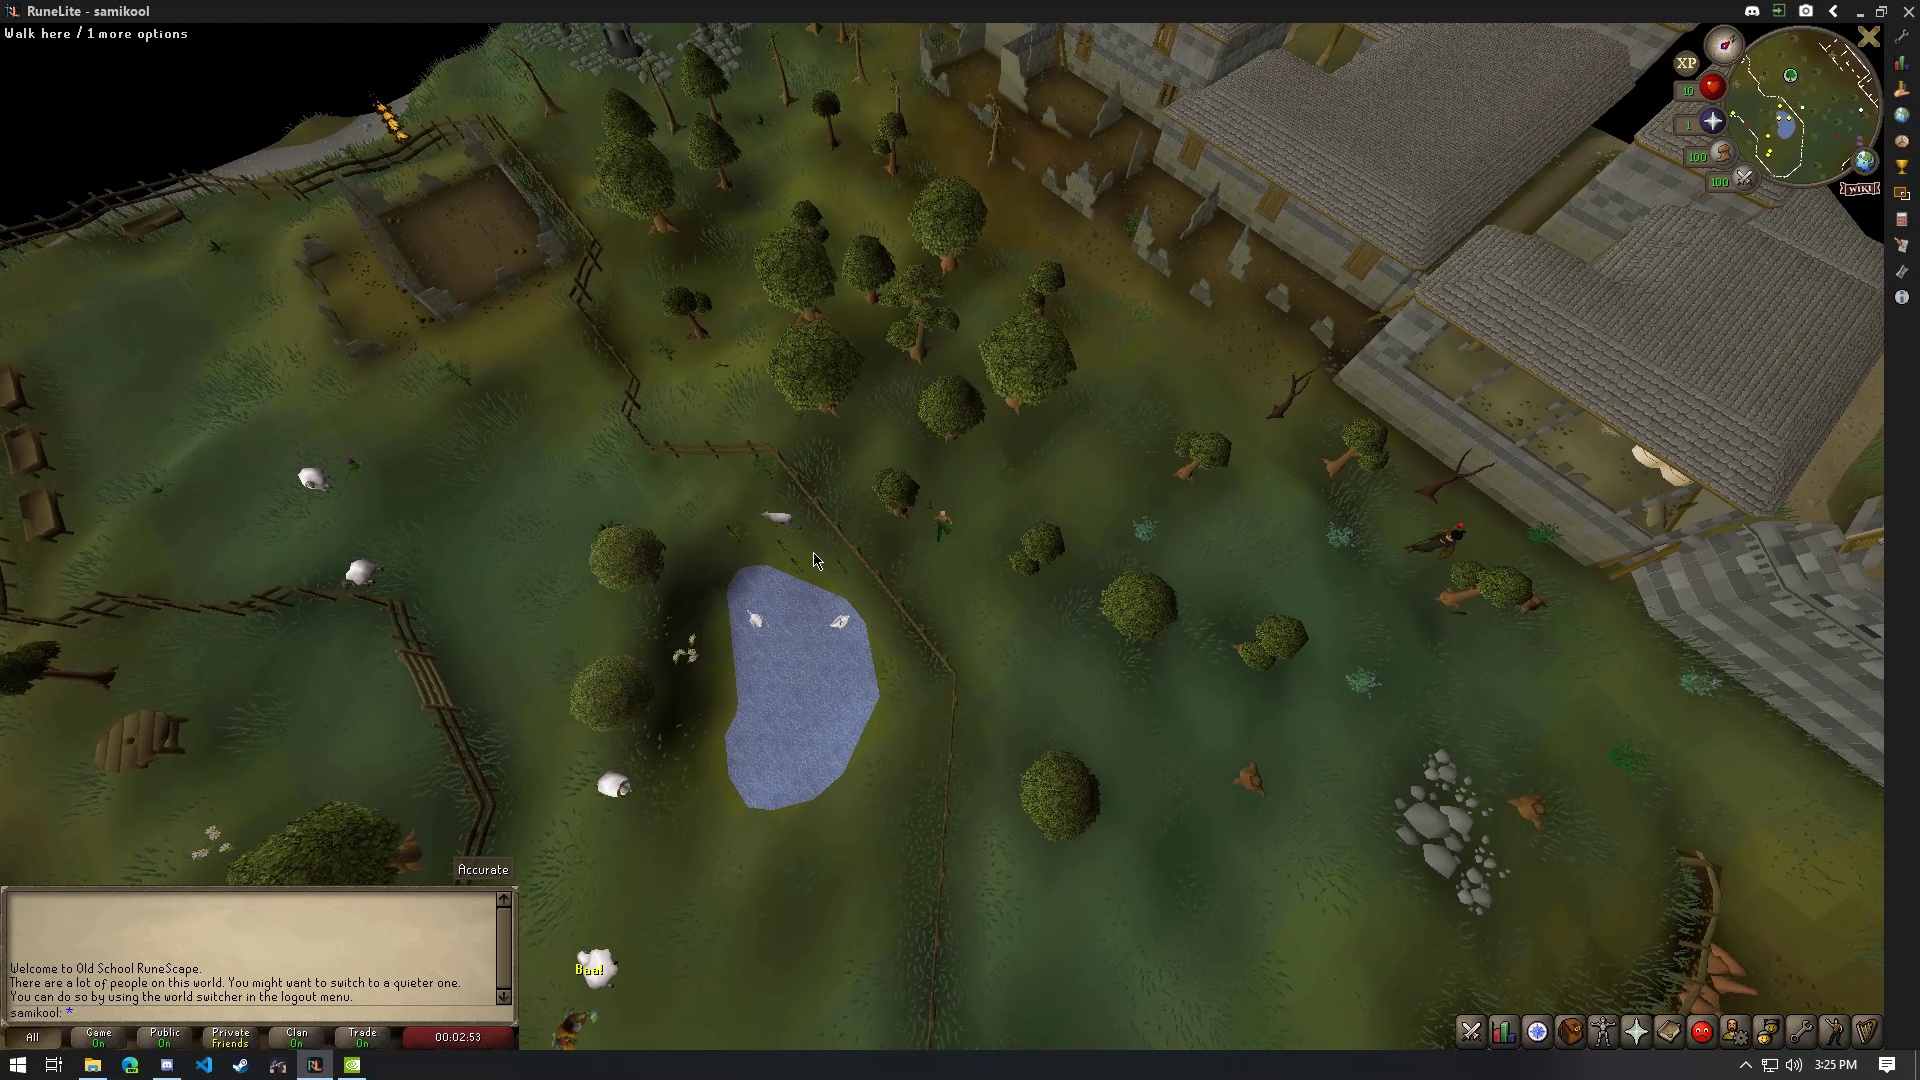 RuneLite - samikool
Walk here / 1 more options
XP
10
1
100
100
WIKI
Accurate
Welcome to Old School RuneScape.
There are a lot of people on this world. You might want to switch to a quieter one.
You can do so by using the world switcher in the logout menu.
samikool: *
Baa!
All
Game
On
Public
On
Private
Friends
Clan
On
Trade
On
00:02:53
3:25 PM